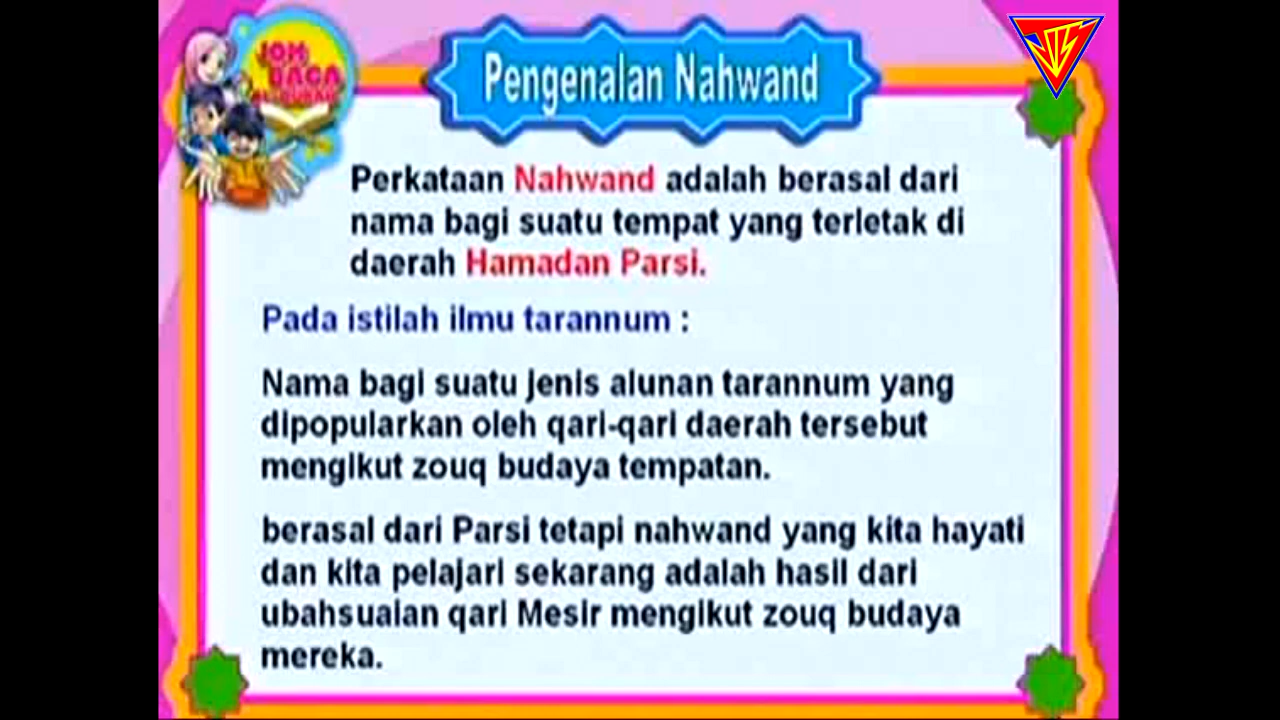 JOM
BACA
Pengenalan Nahwand
Perkataan Nahwand adalah berasal dari
nama bagi suatu tempat yang terletak di
daerah Hamadan Parsi.
Pada istilah ilmu tarannum :
Nama bagi suatu jenis alunan tarannum yang
dipopularkan oleh qari-qari daerah tersebut
mengikut zouq budaya tempatan.
berasal dari Parsi tetapi nahwand yang kita hayati
dan kita pelajari sekarang adalah hasil dari
ubahsuaian qari Mesir mengikut zouq budaya
mereka.